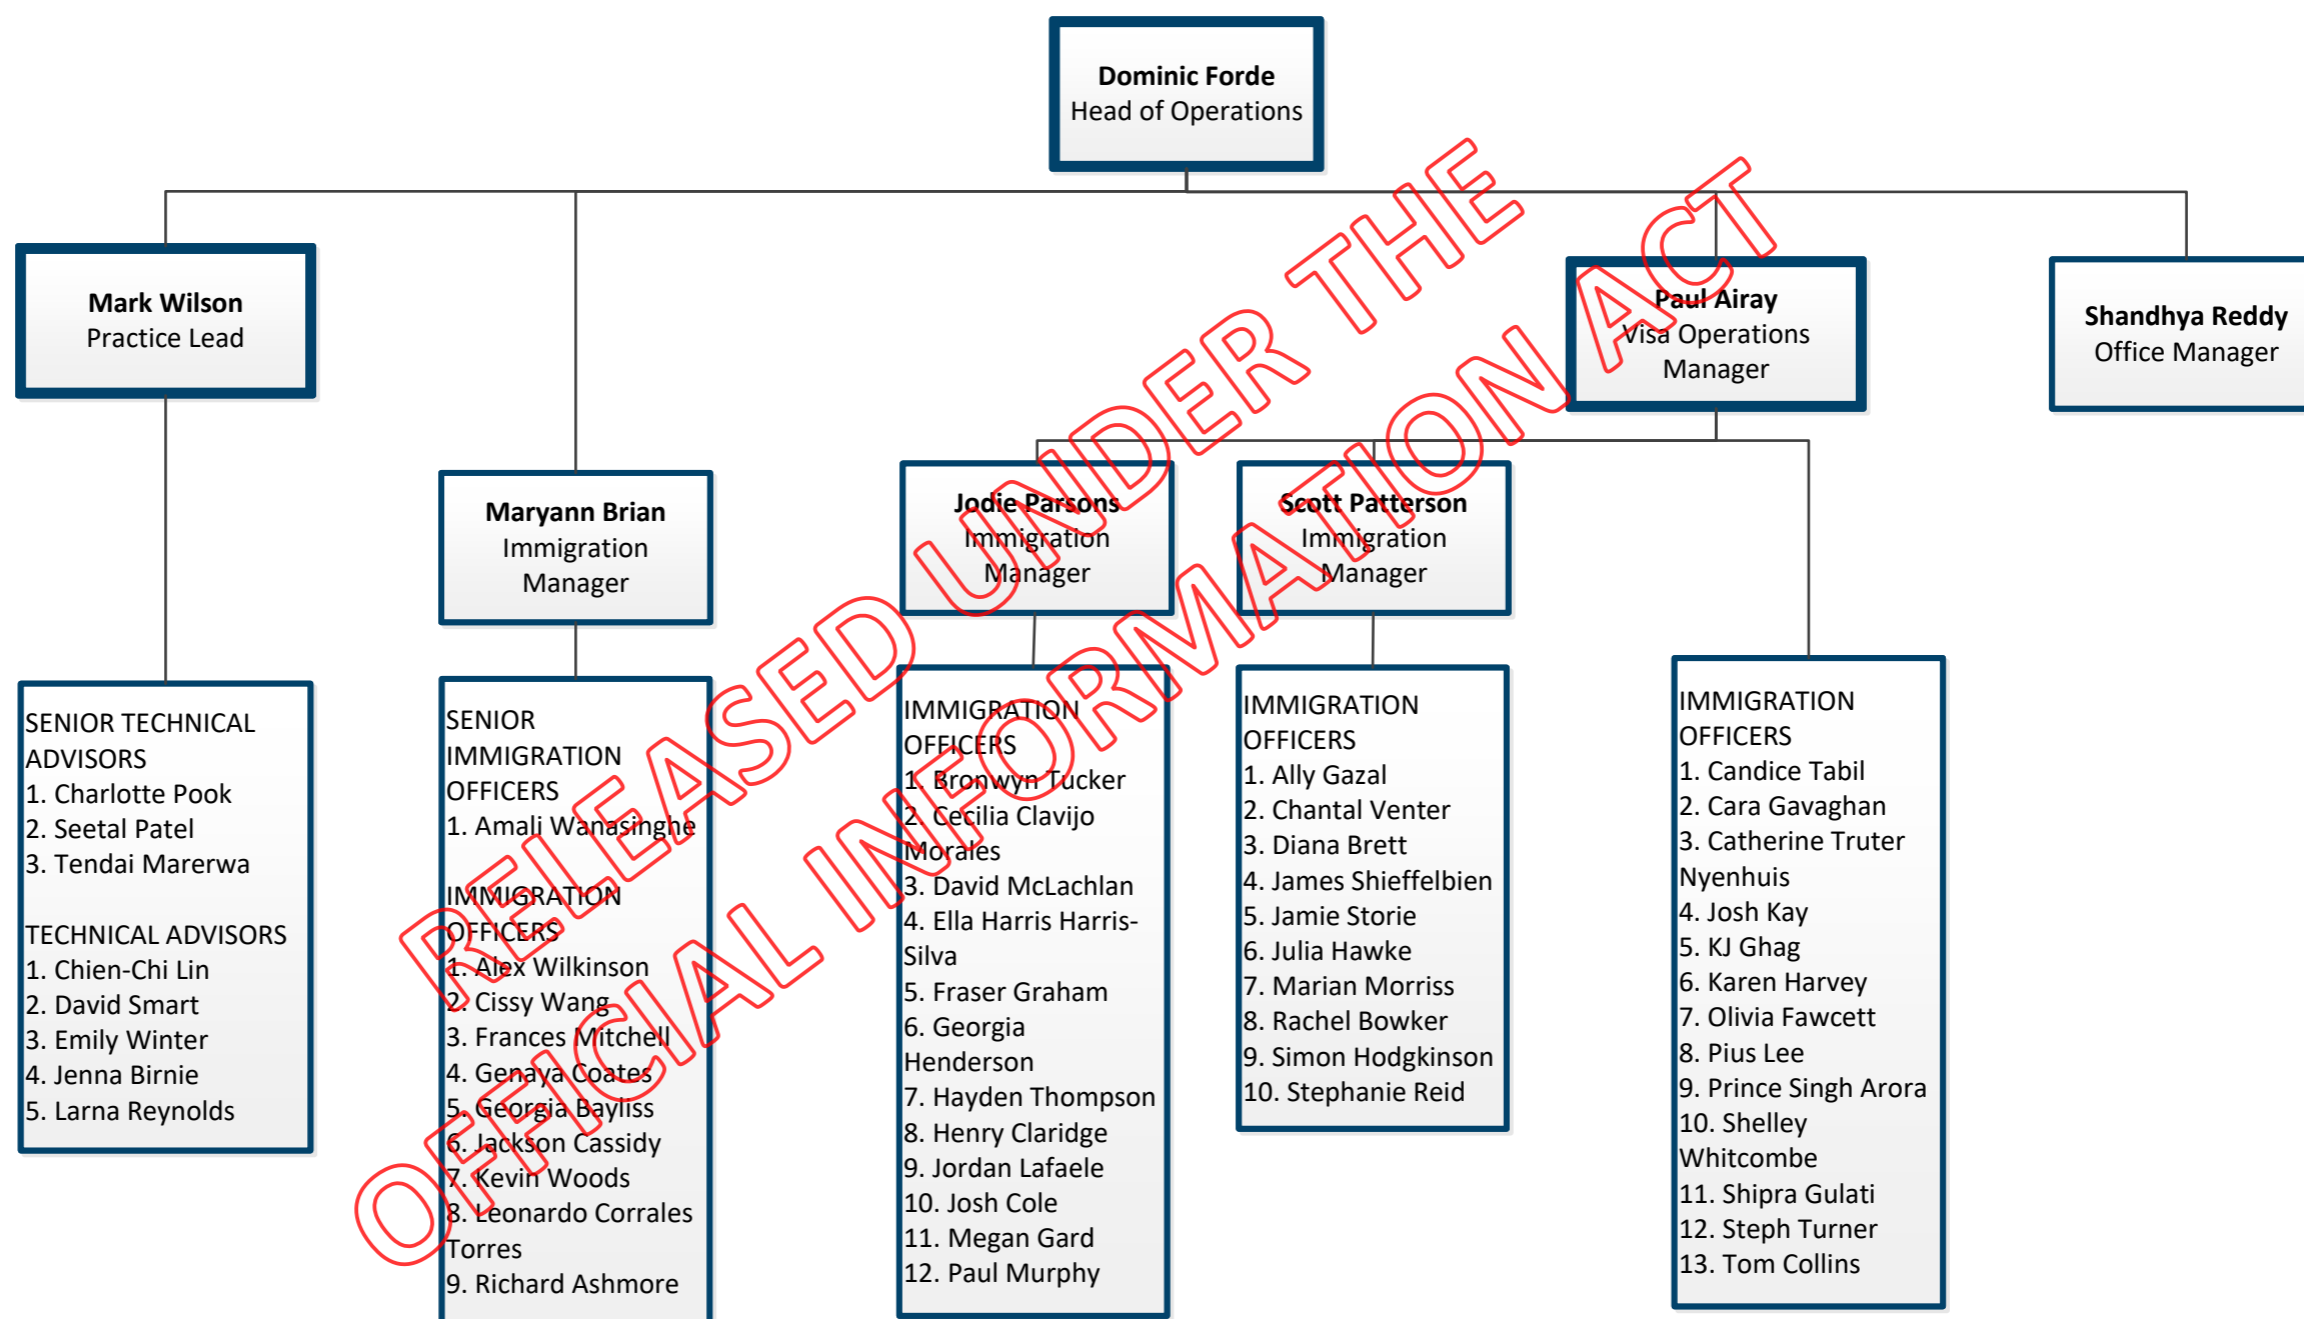 Dominic Forde
Head of Operations
Mark Wilson
Practice Lead
Paul Airay
Visa Operations
Manager
Shandhya Reddy
Office Manager
Maryann Brian
Immigration
Manager
Jodie Parsons
Immigration
Manager
Scott Patterson
Immigration
Manager
SENIOR TECHNICAL
ADVISORS
1. Charlotte Pook
2. Seetal Patel
3. Tendai Marerwa
TECHNICAL ADVISORS
1. Chien-Chi Lin
2. David Smart
3. Emily Winter
4. Jenna Birnie
5. Larna Reynolds
SENIOR
IMMIGRATION
OFFICERS
1. Amali Wanasinghe
IMMIGRATION
OFFICERS
1. Alex Wilkinson
2. Cissy Wang
3. Frances Mitchell
4. Genaya Coates
5. Georgia Bayliss
6. Jackson Cassidy
7. Kevin Woods
8. Leonardo Corrales
Torres
9. Richard Ashmore
IMMIGRATION
OFFICERS
1. Bronwyn Tucker
2. Cecilia Clavijo
Morales
3. David McLachlan
4. Ella Harris Harris-
Silva
5. Fraser Graham
6. Georgia
Henderson
7. Hayden Thompson
8. Henry Claridge
9. Jordan Lafaele
10. Josh Cole
11. Megan Gard
12. Paul Murphy
IMMIGRATION
OFFICERS
1. Ally Gazal
2. Chantal Venter
3. Diana Brett
4. James Shieffelbien
5. Jamie Storie
6. Julia Hawke
7. Marian Morriss
8. Rachel Bowker
9. Simon Hodgkinson
10. Stephanie Reid
IMMIGRATION
OFFICERS
1. Candice Tabil
2. Cara Gavaghan
3. Catherine Truter
Nyenhuis
4. Josh Kay
5. KJ Ghag
6. Karen Harvey
7. Olivia Fawcett
8. Pius Lee
9. Prince Singh Arora
10. Shelley
Whitcombe
11. Shipra Gulati
12. Steph Turner
13. Tom Collins
RELEASED UNDER THE
OFFICIAL INFORMATION ACT